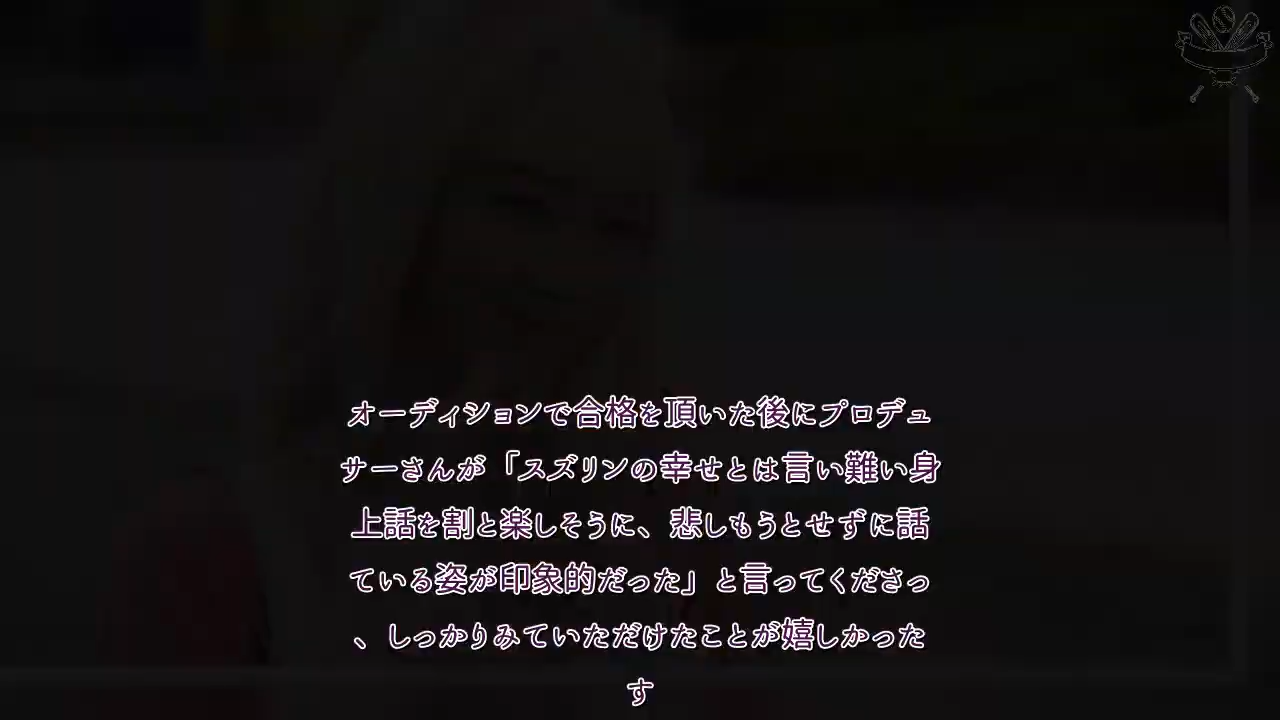 オーディションで合格を頂いた後にプロデュ
サーさんが「スズリンの幸せとは言い難い身
上話を割と楽しそうに、悲しもうとせずに話
ている姿が印象的だった」と言ってくださっ
、しっかりみていただけたことが嬉しかった
す